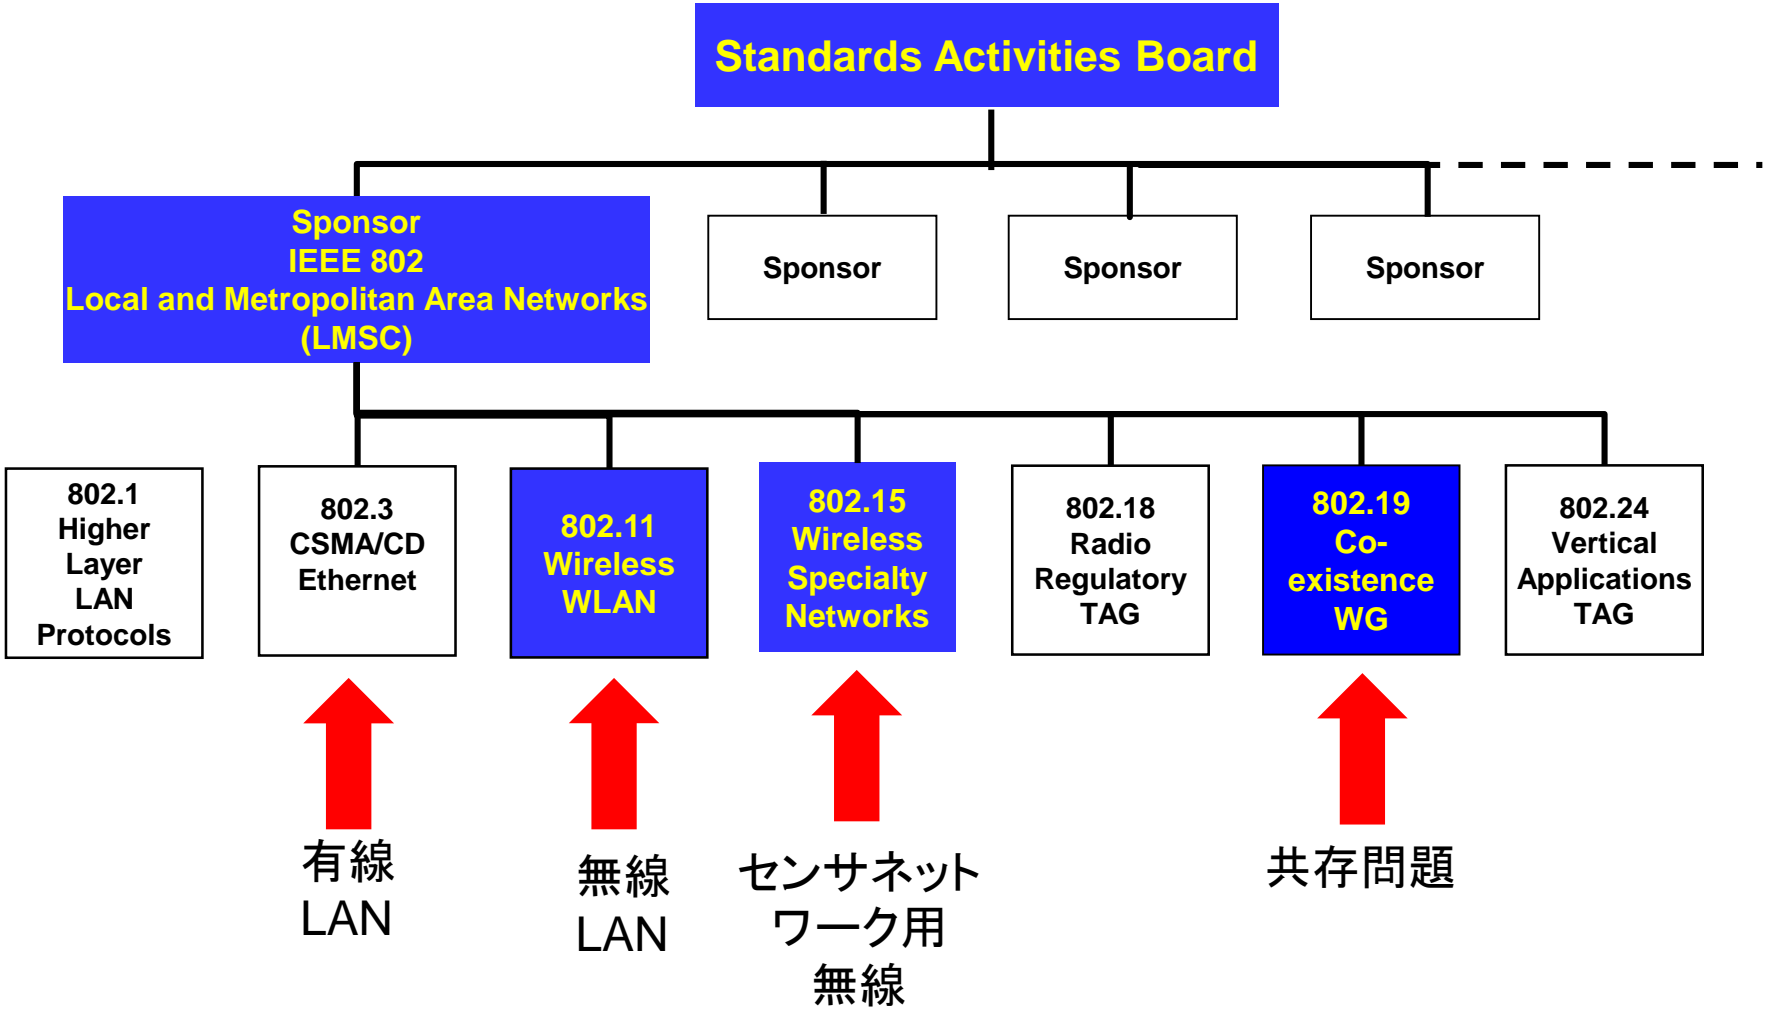 Standards Activities Board
Sponsor
IEEE 802
Local and Metropolitan Area Networks
(LMSC)
Sponsor
Sponsor
Sponsor
802.1
Higher
Layer
LAN
Protocols
802.3
CSMA/CD
Ethernet
802.11
Wireless
WLAN
802.15
Wireless
Specialty
Networks
802.18
Radio
Regulatory
TAG
802.19
Co-
existence
WG
802.24
Vertical
Applications
TAG
有線
LAN
無線
LAN
センサネット
ワーク用
無線
共存問題